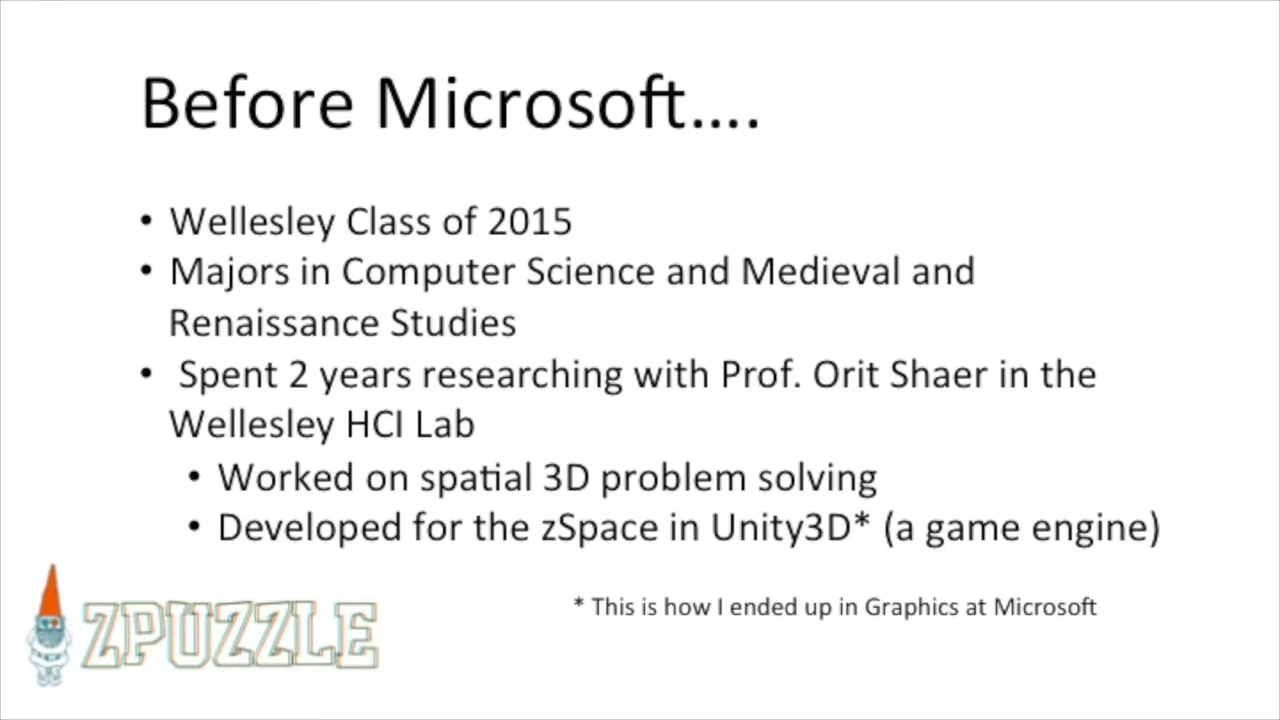 Before Microsoft....
• Wellesley Class of 2015
• Majors in Computer Science and Medieval and
Renaissance Studies
• Spent 2 years researching with Prof. Orit Shaer in the
Wellesley HCI Lab
• Worked on spatial 3D problem solving
• Developed for the zSpace in Unity3D* (a game engine)
* This is how I ended up in Graphics at Microsoft
ZPUZZLE